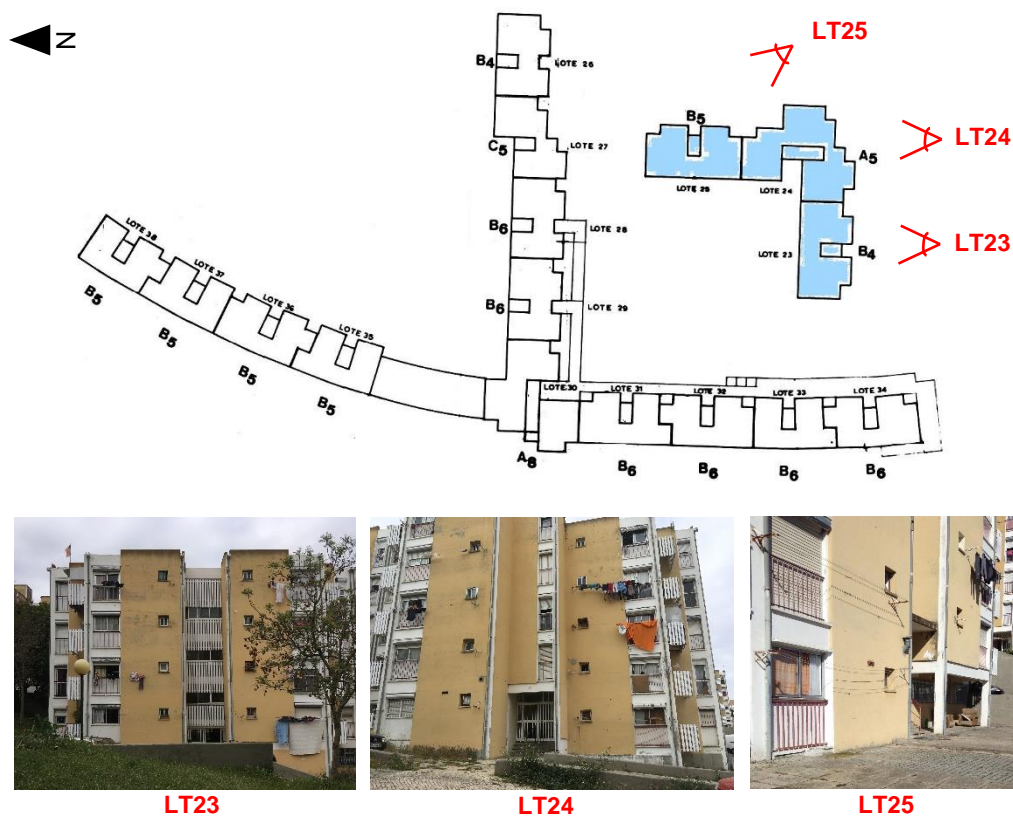 N
LT25
B4
LOTE 26
B5
LT24
C5
LOTE 27
A5
LOTE 25
LOTE 24
LOTE 38
B6
LOTE 28
LT23
LOTE 23
B4
LOTE 37
B5
LOTE 36
B6
LOTE 29
B5
LOTE 35
B5
B5
LOTE 30
LOTE 31
LOTE 32
LOTE 33
LOTE 34
A6
B6
B6
B6
B6
LT23
LT24
LT25